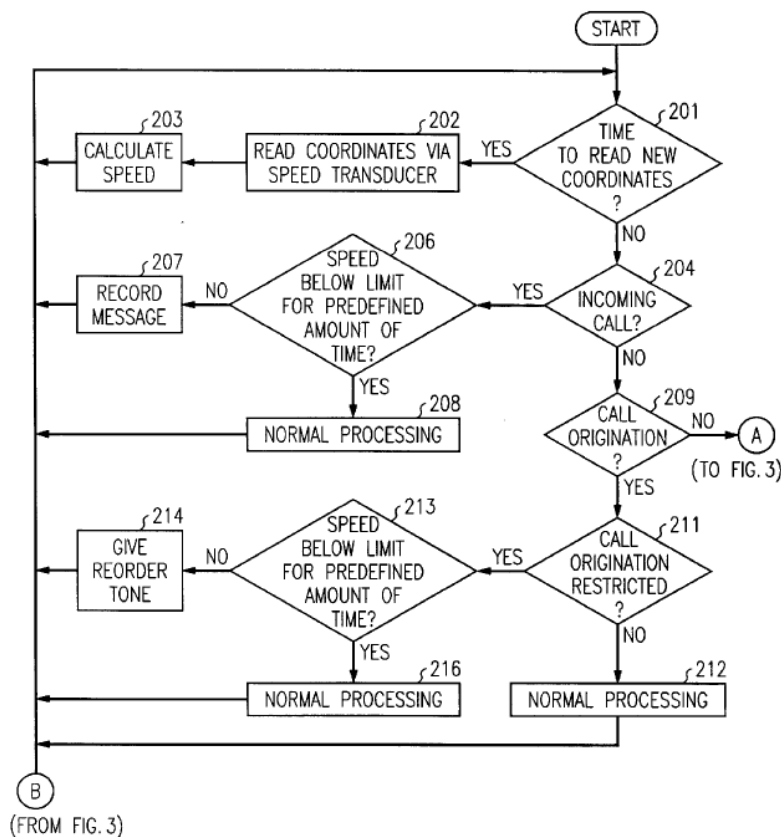 START
201
TIME
TO READ NEW
COORDINATES
?
YES
NO
202
READ COORDINATES VIA
SPEED TRANSDUCER
203
CALCULATE
SPEED
204
INCOMING
CALL?
YES
NO
206
SPEED
BELOW LIMIT
FOR PREDEFINED
AMOUNT OF
TIME?
NO
YES
207
RECORD
MESSAGE
208
NORMAL PROCESSING
209
CALL
ORIGINATION
?
NO
A
(TO FIG. 3)
YES
211
CALL
ORIGINATION
RESTRICTED
?
YES
NO
213
SPEED
BELOW LIMIT
FOR PREDEFINED
AMOUNT OF
TIME?
NO
YES
214
GIVE
REORDER
TONE
216
NORMAL PROCESSING
212
NORMAL PROCESSING
B
(FROM FIG. 3)